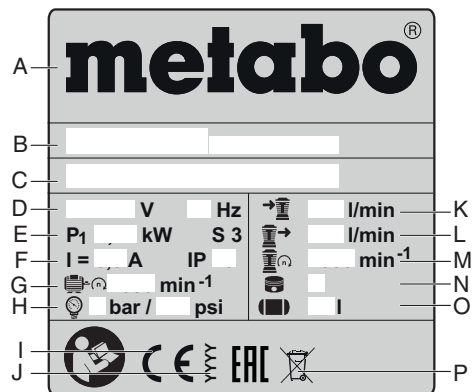 metabo®
A
B
C
D V Hz
E P1 kW S 3
F I = A IP
G min-1
H bar / psi
l/min K
l/min L
min-1 M
N
l O
I
J CE EAC P